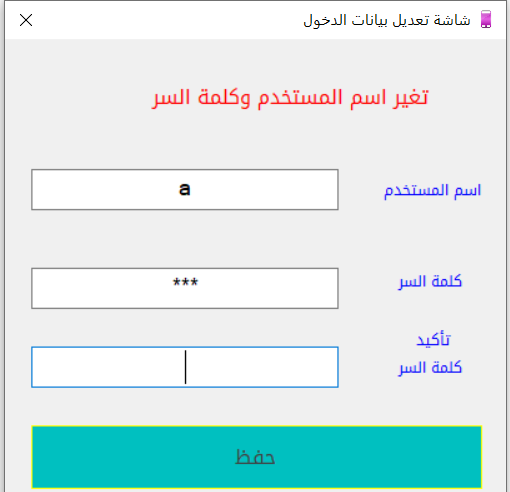 شاشة تعديل بيانات الدخول
تغير اسم المستخدم وكلمة السر
اسم المستخدم
a
كلمة السر
***
تأكيد
كلمة السر
حفظ